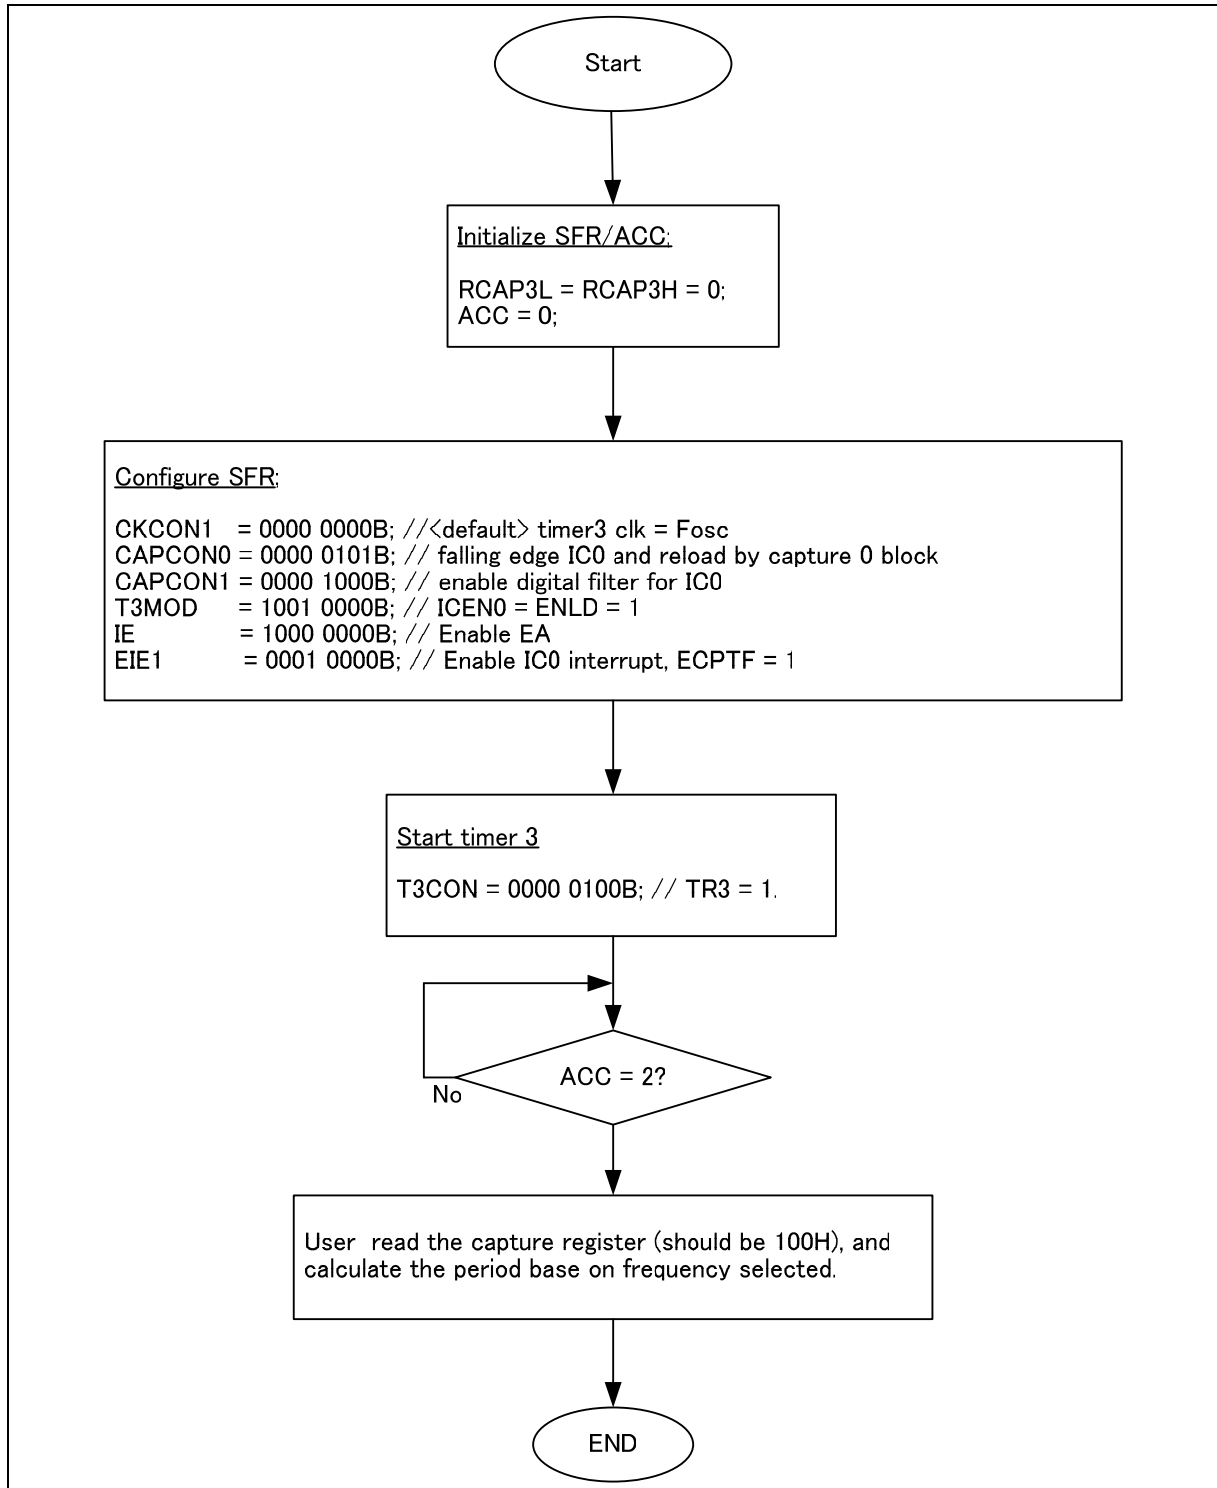 Start
Initialize SFR/ACC;
RCAP3L = RCAP3H = 0;
ACC = 0;
Configure SFR;
CKCON1 = 0000 0000B; //<default> timer3 clk = Fosc
CAPCON0 = 0000 0101B; // falling edge IC0 and reload by capture 0 block
CAPCON1 = 0000 1000B; // enable digital filter for IC0
T3MOD = 1001 0000B; // ICEN0 = ENLD = 1
IE = 1000 0000B; // Enable EA
EIE1 = 0001 0000B; // Enable IC0 interrupt, ECPTF = 1
Start timer 3
T3CON = 0000 0100B; // TR3 = 1.
ACC = 2?
No
User read the capture register (should be 100H), and
calculate the period base on frequency selected.
END